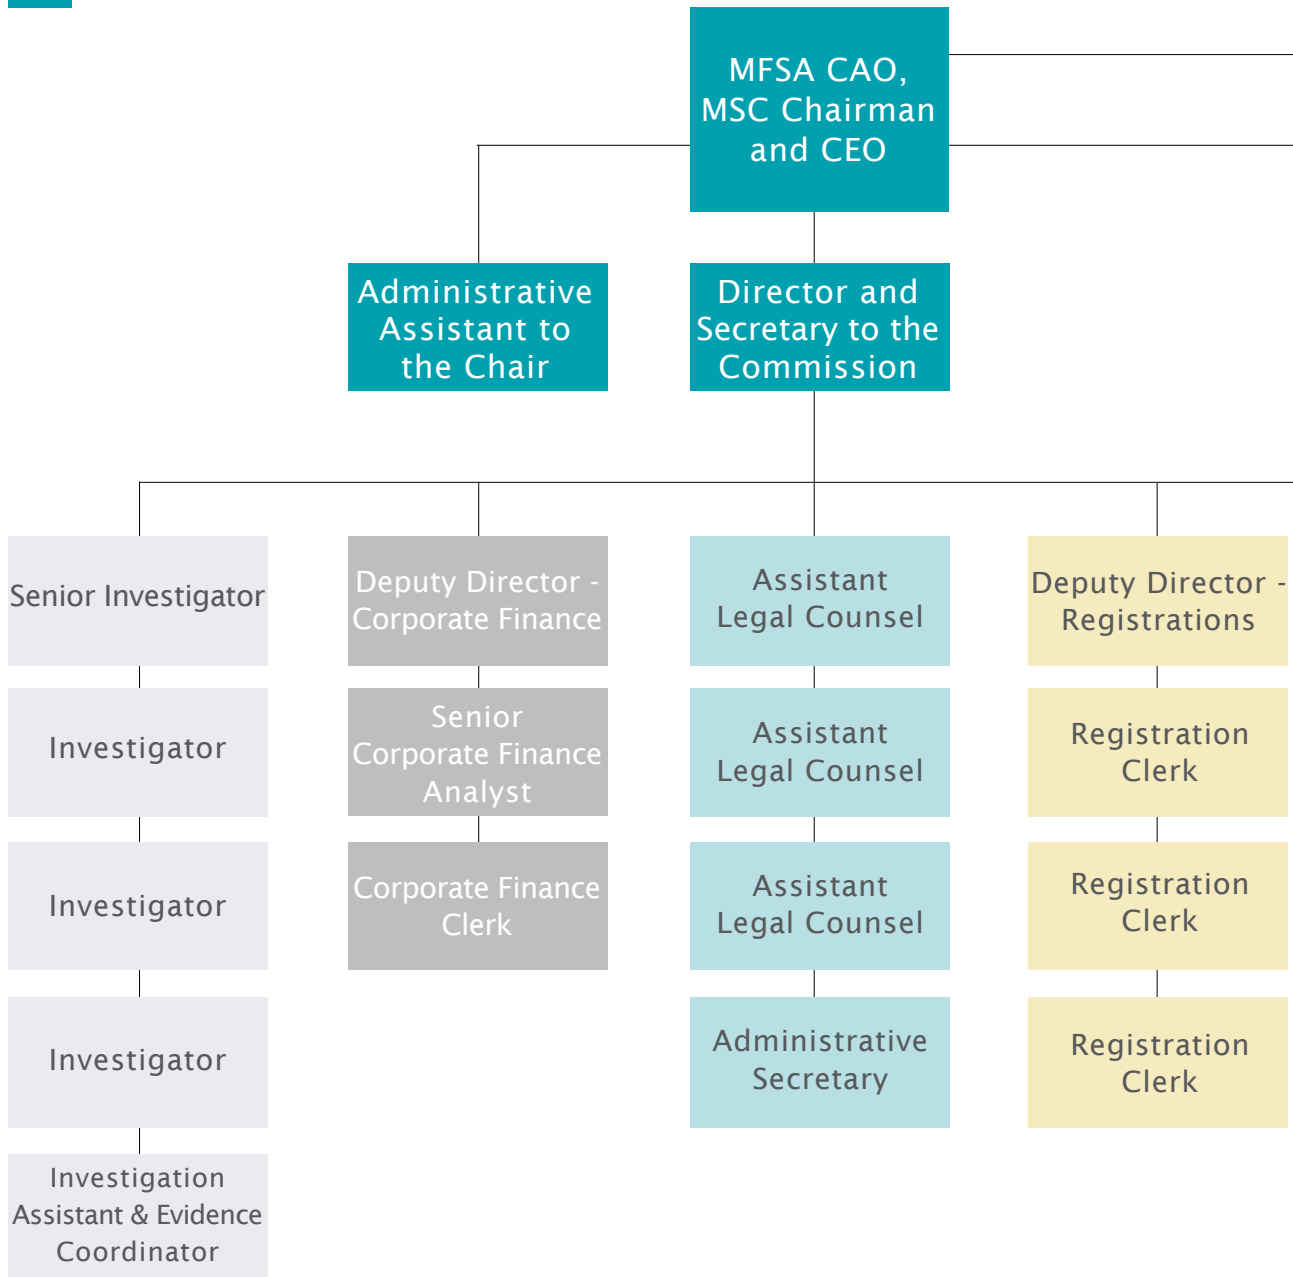 MFSA CAO,
MSC Chairman
and CEO
Administrative
Assistant to
the Chair
Director and
Secretary to the
Commission
Senior Investigator
Investigator
Investigator
Investigator
Investigation
Assistant & Evidence
Coordinator
Deputy Director -
Corporate Finance
Senior
Corporate Finance
Analyst
Corporate Finance
Clerk
Assistant
Legal Counsel
Assistant
Legal Counsel
Assistant
Legal Counsel
Administrative
Secretary
Deputy Director -
Registrations
Registration
Clerk
Registration
Clerk
Registration
Clerk